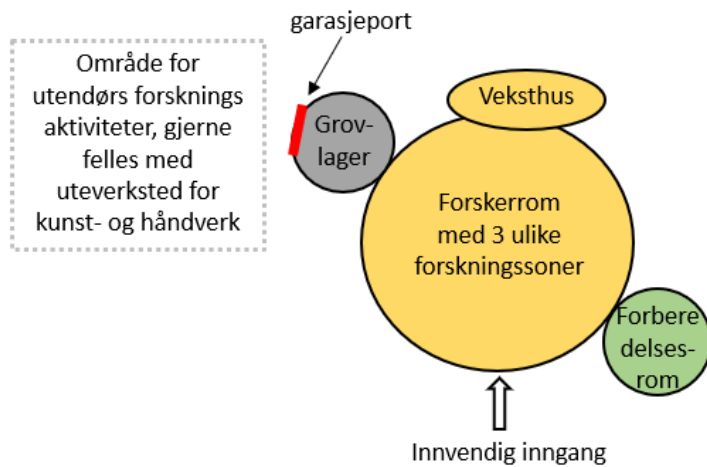 garasjeport
Område for
utendørs forsknings
aktiviteter, gjerne
felles med
uteverksted for
kunst- og håndverk
Grov-
lager
Veksthus
Forskerrom
med 3 ulike
forskningssoner
Forbere
delses-
rom
Innvendig inngang